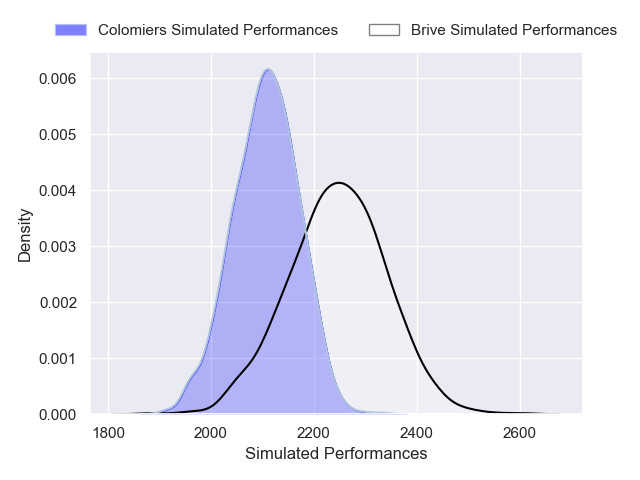 Colomiers Simulated Performances Brive Simulated Performances
0.006
0.005
0.004
0.003
0.002
0.001
0.000
Density
1800 2000 2200 2400 2600
Simulated Performances